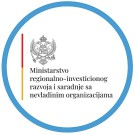 Ministarstvo
regionalno-investicionog
razvoja i saradnje sa
nevladinim organizacijama